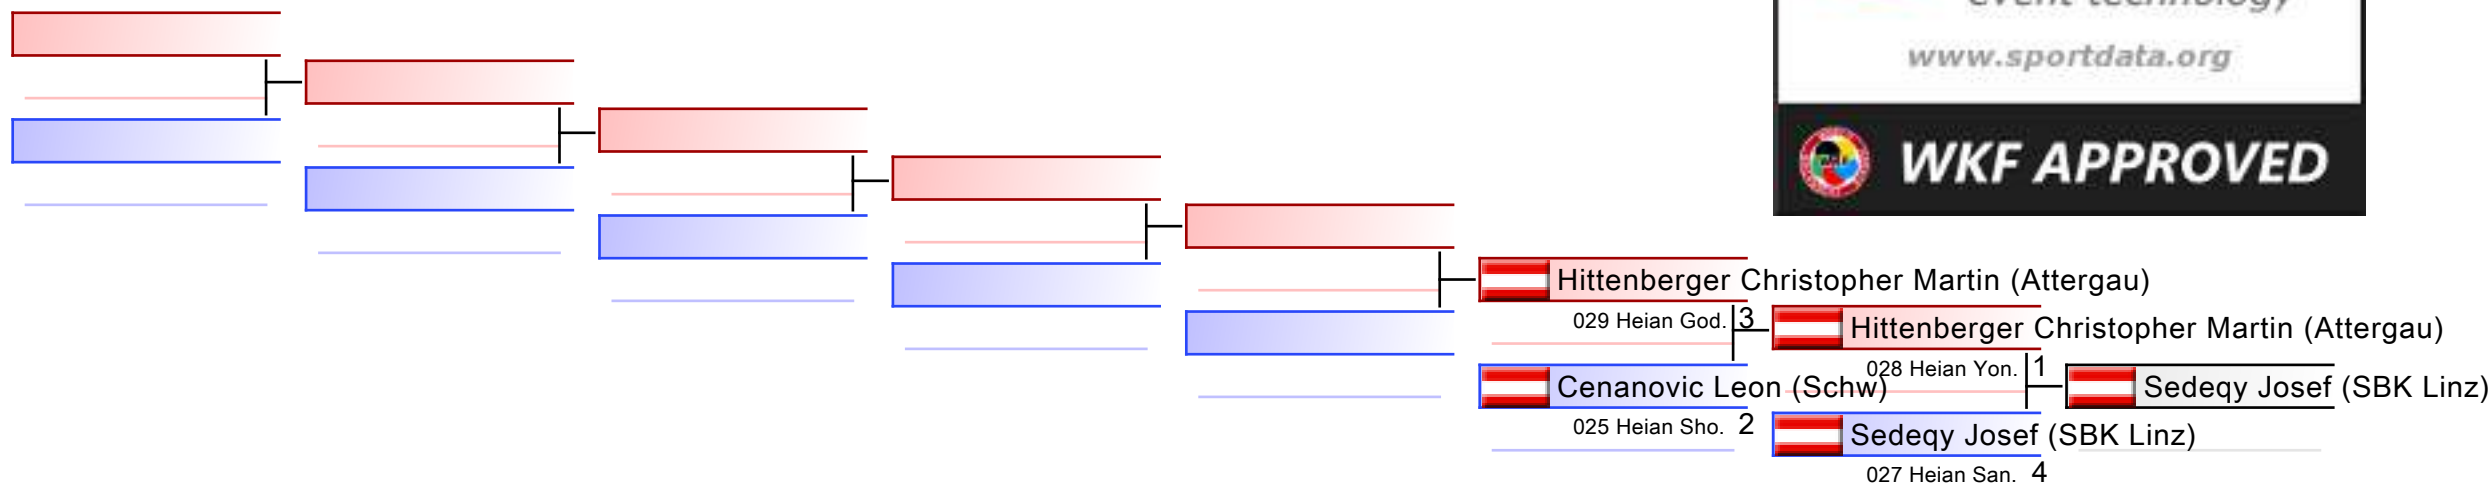 event technology
www.sportdata.org
WKF APPROVED
Hittenberger Christopher Martin (Attergau)
029 Heian God. 3
Hittenberger Christopher Martin (Attergau)
028 Heian Yon. 1
Cenanovic Leon (Schw)
Sedeqy Josef (SBK Linz)
025 Heian Sho. 2
Sedeqy Josef (SBK Linz)
027 Heian San. 4